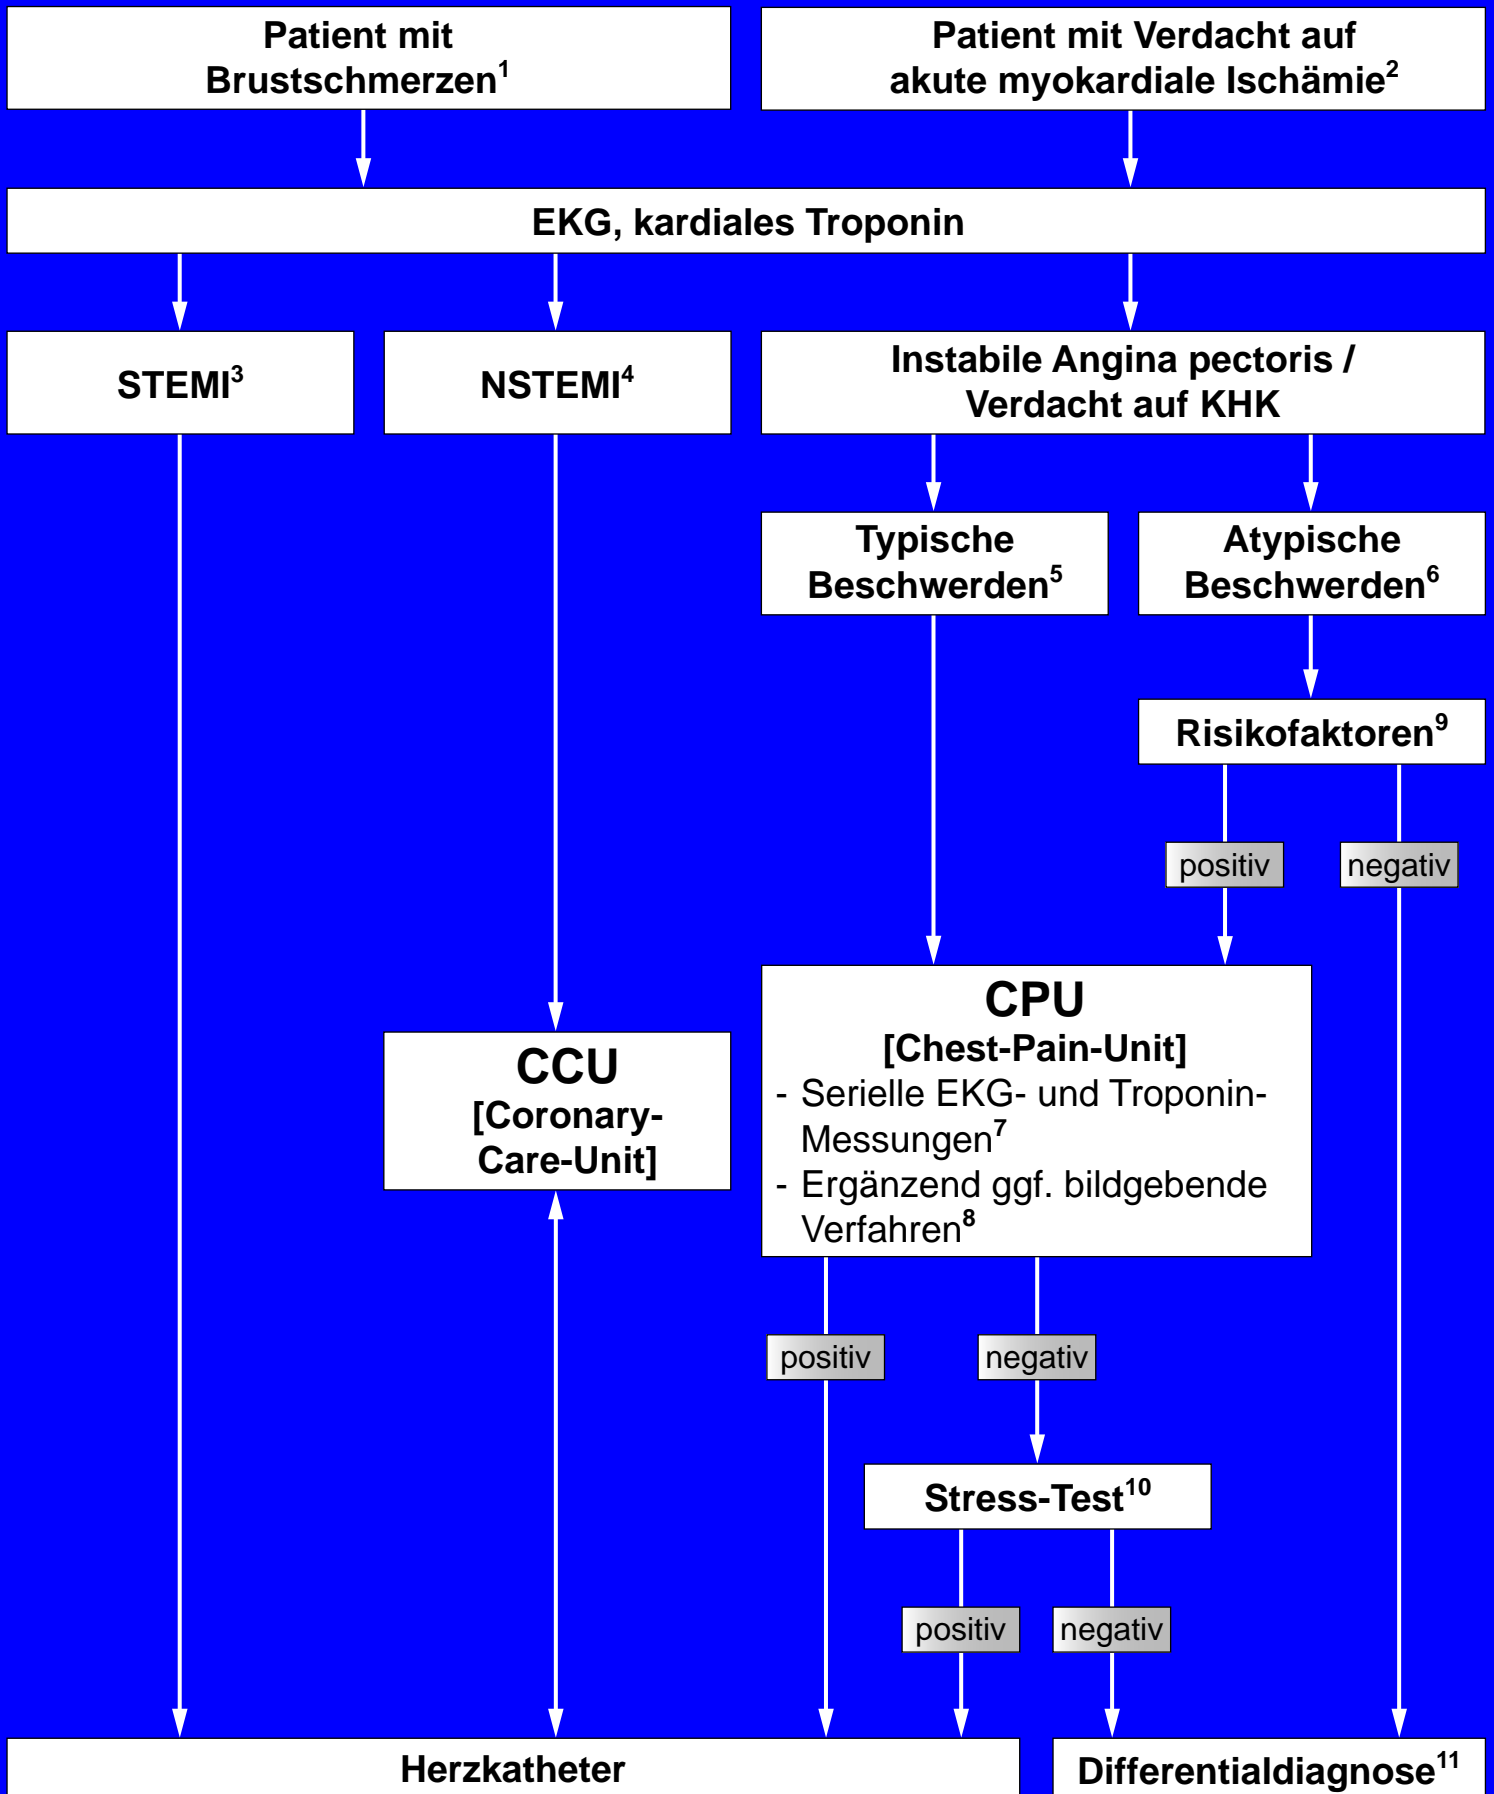 Patient mit
Brustschmerzen¹
Patient mit Verdacht auf
akute myokardiale Ischämie²
EKG, kardiales Troponin
STEMI³
NSTEMI⁴
Instabile Angina pectoris /
Verdacht auf KHK
Typische
Beschwerden⁵
Atypische
Beschwerden⁶
Risikofaktoren⁹
positiv
negativ
CCU
[Coronary-
Care-Unit]
CPU
[Chest-Pain-Unit]
- Serielle EKG- und Troponin-
Messungen⁷
- Ergänzend ggf. bildgebende
Verfahren⁸
positiv
negativ
Stress-Test¹⁰
positiv
negativ
Herzkatheter
Differentialdiagnose¹¹